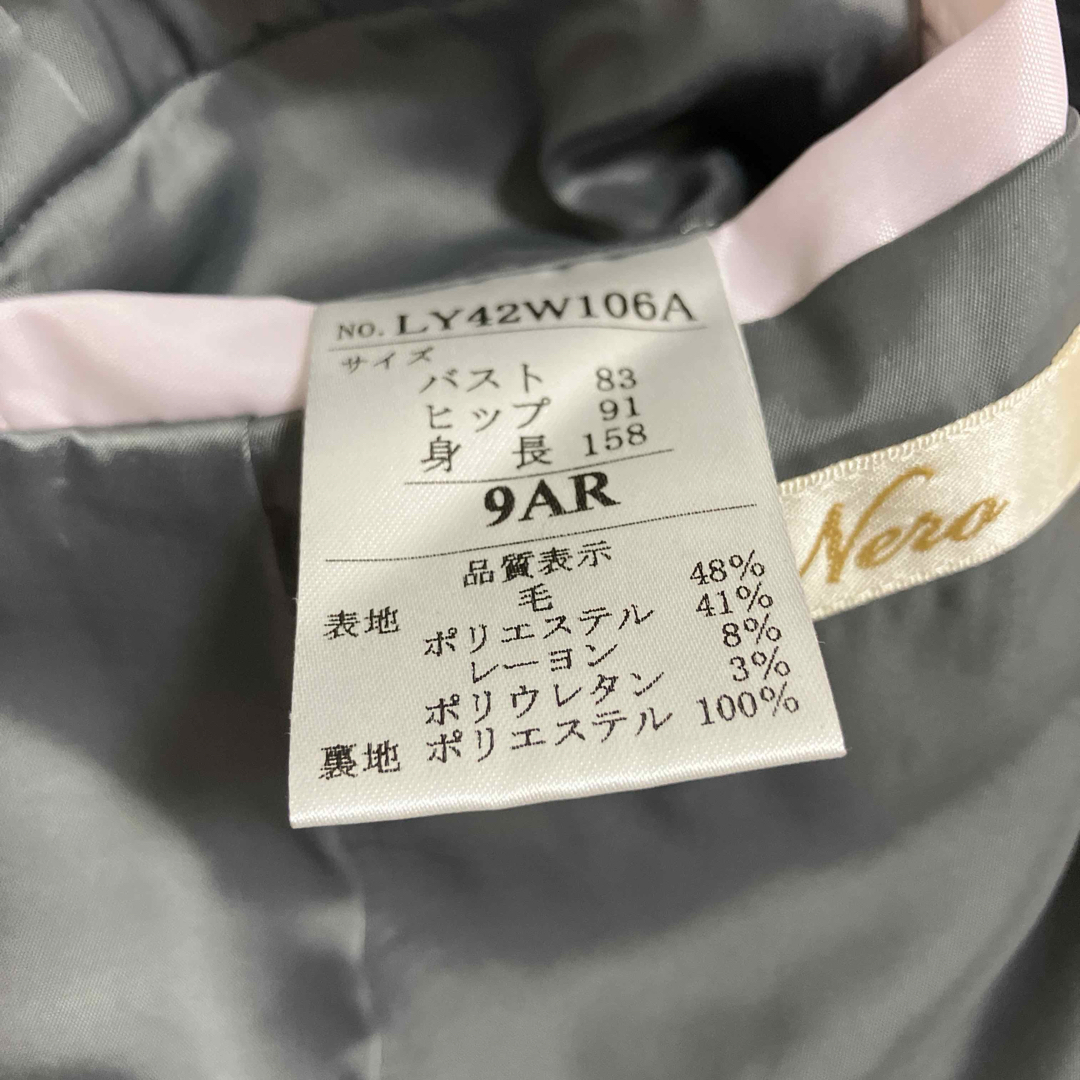 NO. LY42W106A
サイズ
バスト 83
ヒップ 91
身長 158
9AR
品質表示
表地 毛 48%
ポリエステル 41%
レーヨン 8%
ポリウレタン 3%
裏地 ポリエステル 100%
Nero